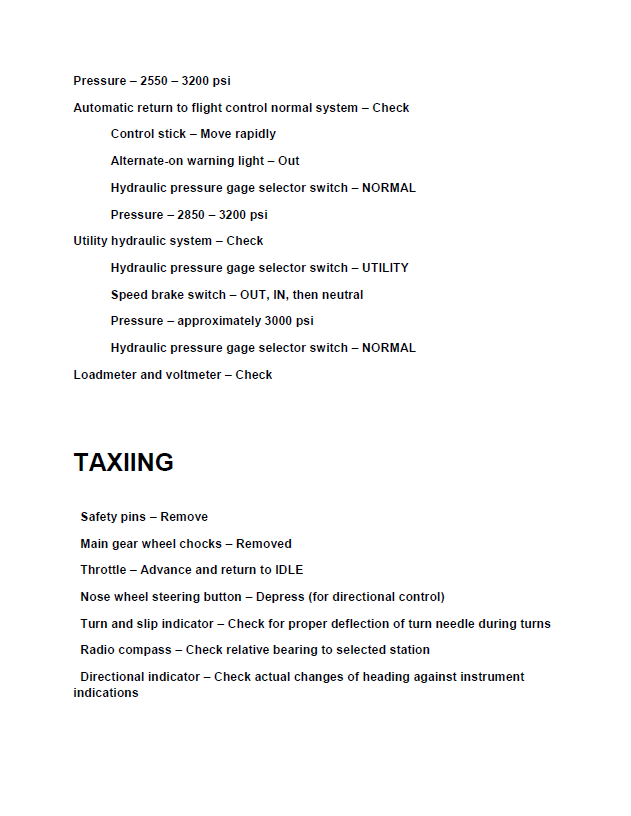 Pressure – 2550 – 3200 psi
Automatic return to flight control normal system – Check
Control stick – Move rapidly
Alternate-on warning light – Out
Hydraulic pressure gage selector switch – NORMAL
Pressure – 2850 – 3200 psi
Utility hydraulic system – Check
Hydraulic pressure gage selector switch – UTILITY
Speed brake switch – OUT, IN, then neutral
Pressure – approximately 3000 psi
Hydraulic pressure gage selector switch – NORMAL
Loadmeter and voltmeter – Check
TAXIING
Safety pins – Remove
Main gear wheel chocks – Removed
Throttle – Advance and return to IDLE
Nose wheel steering button – Depress (for directional control)
Turn and slip indicator – Check for proper deflection of turn needle during turns
Radio compass – Check relative bearing to selected station
Directional indicator – Check actual changes of heading against instrument
indications